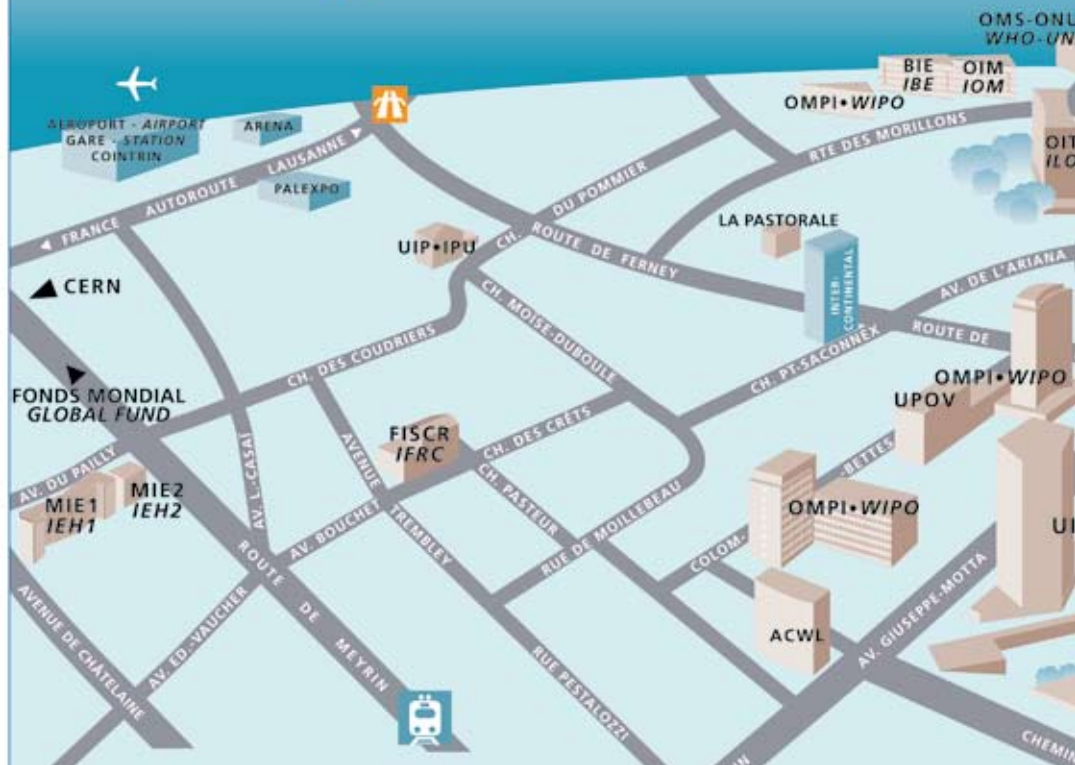 OMS-ONU
WHO-UN
BIE
IBE
OIM
IOM
OMPI•WIPO
AEROPORT - AIRPORT
GARE - STATION
COINTRIN
ARENA
PALEXPO
◄ FRANCE AUTOROUTE LAUSANNE ►
RTE DES MORILLONS
OIT
ILO
CH. DU POMMIER
LA PASTORALE
UIP•IPU
ROUTE DE FERNEY
INTER-
CONTINENTAL
AV. DE L'ARIANA
CERN
CH. MOÏSE-DUBOULE
CH. DES COUDRIERS
CH. PT-SACONNEX
ROUTE DE
FONDS MONDIAL
GLOBAL FUND
OMPI•WIPO
UPOV
FISCR
IFRC
CH. DES CRÊTS
AV. L.-CASAÏ
AVENUE TREMBLEY
AV. DU PAILLY
MIE1
IEH1
MIE2
IEH2
AV. BOUCHET
CH. PASTEUR
RUE DE MOILLEBEAU
COLOM-BETTES
OMPI•WIPO
AV. GIUSEPPE-MOTTA
ACWL
ROUTE DE MEYRIN
AV. ED.-VAUCHER
AVENUE DE CHÂTELAINE
RUE PESTALOZZI
CHEMIN